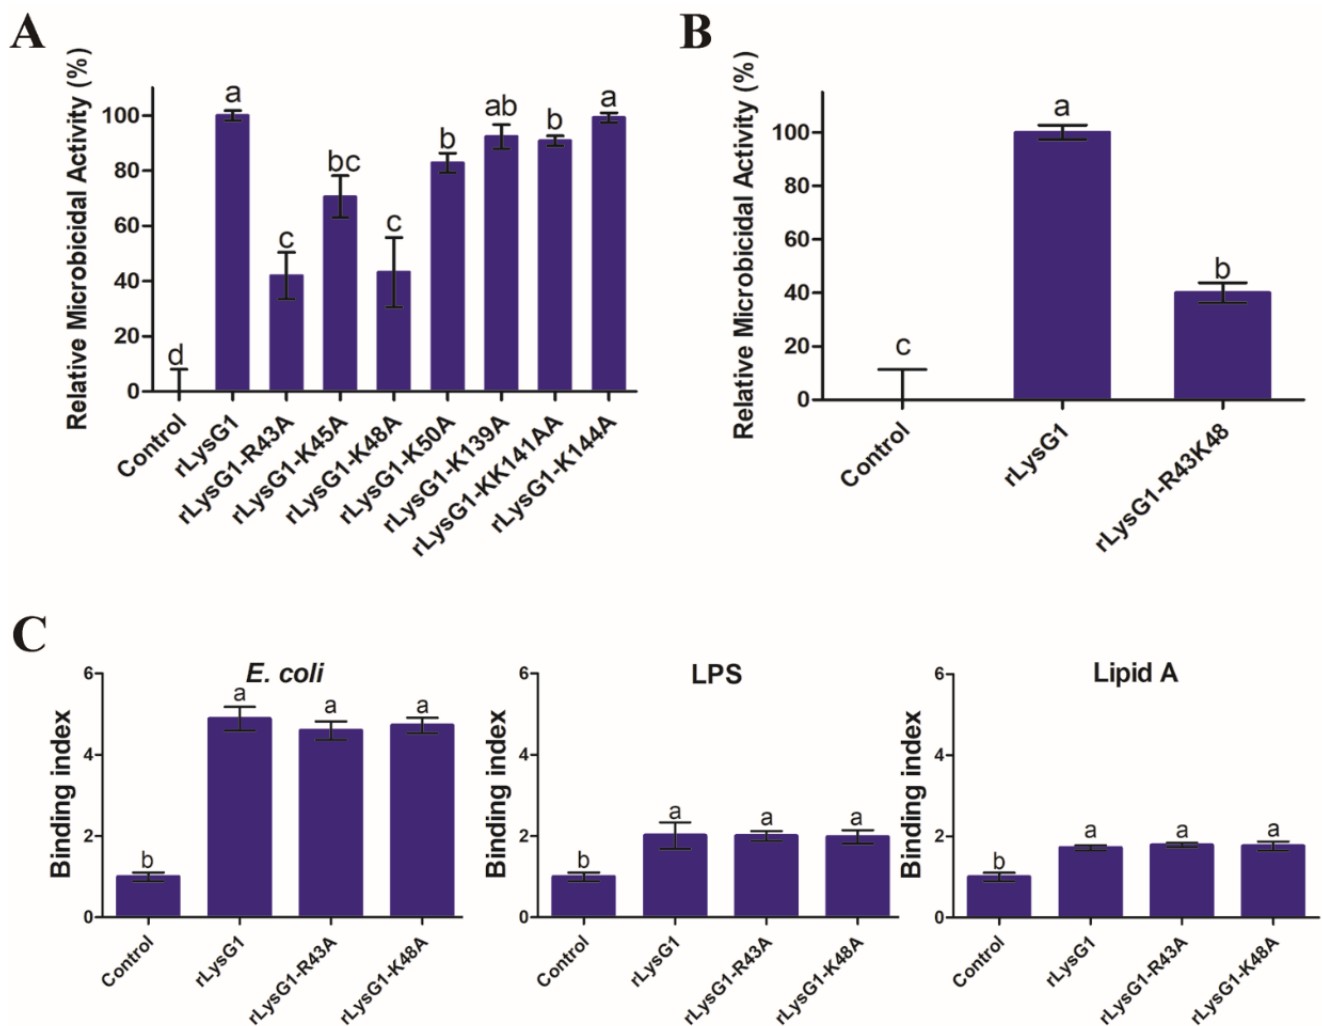 A
Relative Microbicidal Activity (%)
100
80
60
40
20
0
d
a
c
bc
c
b
ab
b
a
Control
rLysG1
rLysG1-R43A
rLysG1-K45A
rLysG1-K48A
rLysG1-K50A
rLysG1-K139A
rLysG1-KK141AA
rLysG1-K144A
B
Relative Microbicidal Activity (%)
100
80
60
40
20
0
c
a
b
Control
rLysG1
rLysG1-R43K48
C
E. coli
Binding index
6
4
2
0
b
a
a
a
Control
rLysG1
rLysG1-R43A
rLysG1-K48A
LPS
Binding index
6
4
2
0
b
a
a
a
Control
rLysG1
rLysG1-R43A
rLysG1-K48A
Lipid A
Binding index
6
4
2
0
b
a
a
a
Control
rLysG1
rLysG1-R43A
rLysG1-K48A